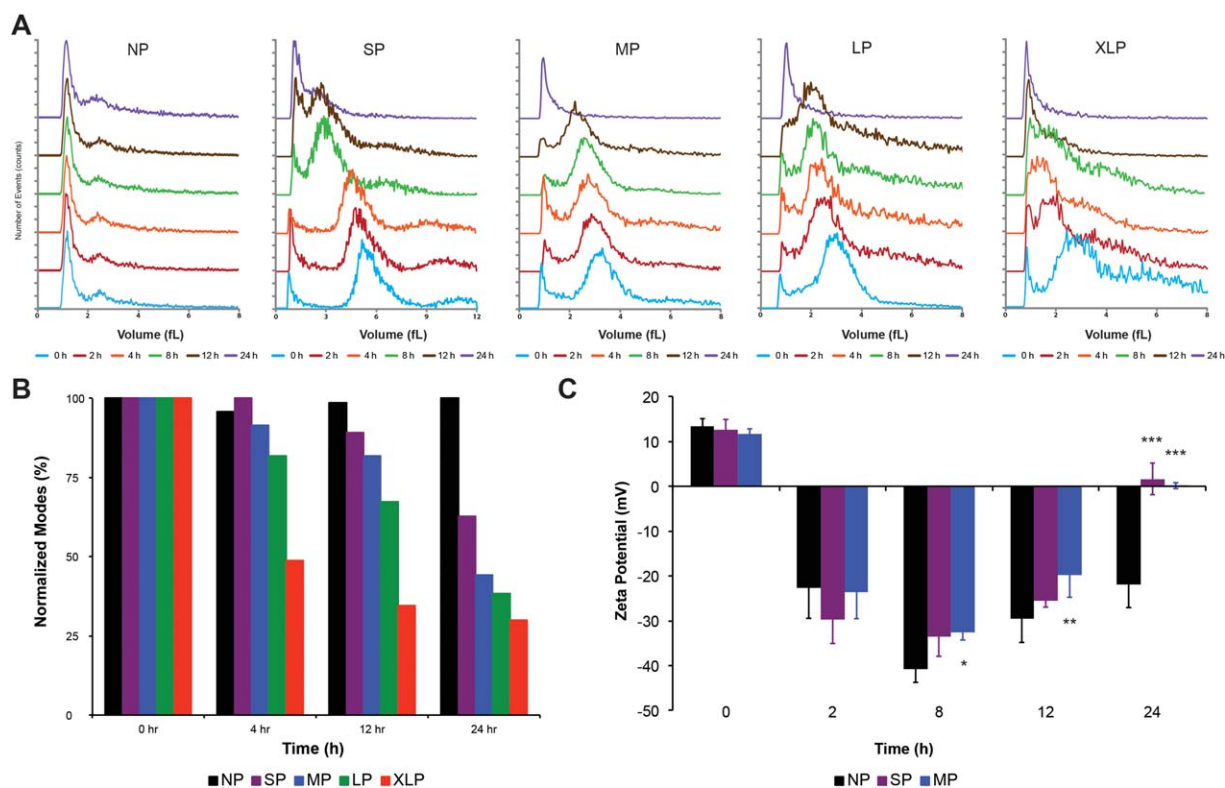 A
NP
SP
MP
LP
XLP
Number of Events (counts)
0 2 4 6 8
0 3 6 9 12
0 2 4 6 8
0 2 4 6 8
0 2 4 6 8
Volume (fL)
Volume (fL)
Volume (fL)
Volume (fL)
Volume (fL)
0 h 2 h 4 h 8 h 12 h 24 h
0 h 2 h 4 h 8 h 12 h 24 h
0 h 2 h 4 h 8 h 12 h 24 h
0 h 2 h 4 h 8 h 12 h 24 h
0 h 2 h 4 h 8 h 12 h 24 h
B
Normalized Modes (%)
100
75
50
25
0
0 hr 4 hr 12 hr 24 hr
Time (h)
NP SP MP LP XLP
C
Zeta Potential (mV)
20
10
0
-10
-20
-30
-40
-50
*
**
***
***
0 2 8 12 24
Time (h)
NP SP MP